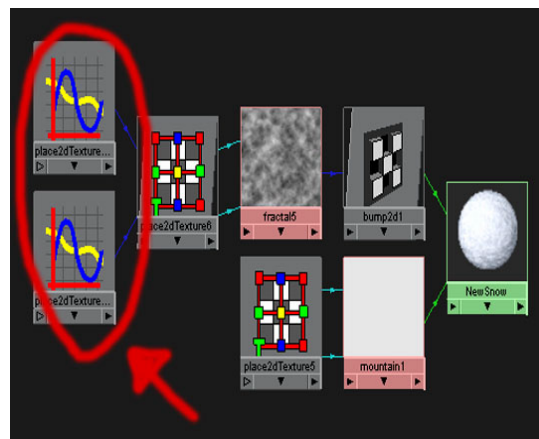 place2dTexture...
place2dTexture6
fractal5
bump2d1
place2dTexture...
NewSnow
place2dTexture5
mountain1